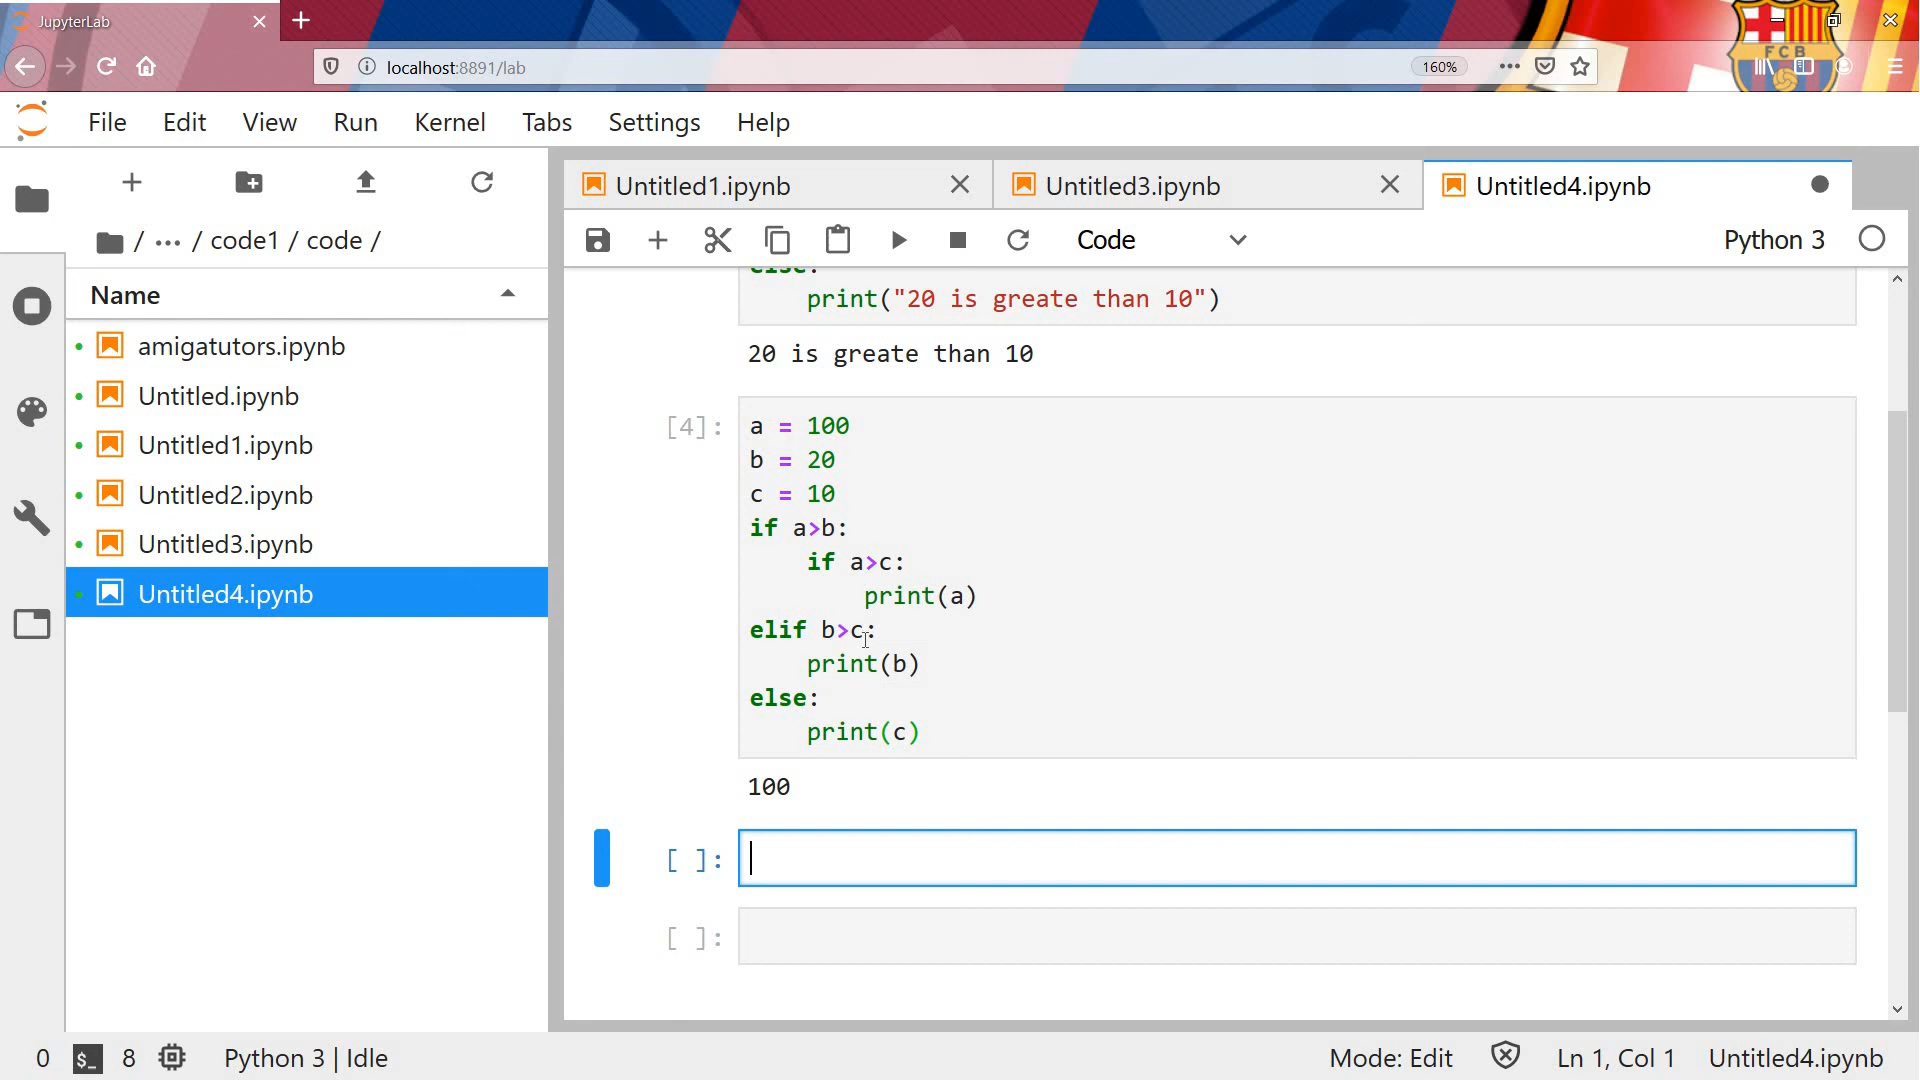 JupyterLab
localhost:8891/lab
160%
FCB
File Edit View Run Kernel Tabs Settings Help
Untitled1.ipynb
Untitled3.ipynb
Untitled4.ipynb
/ ··· / code1 / code /
Code
Python 3
Name
amigatutors.ipynb
Untitled.ipynb
Untitled1.ipynb
Untitled2.ipynb
Untitled3.ipynb
Untitled4.ipynb
else:
    print("20 is greate than 10")
20 is greate than 10
[4]:
a = 100
b = 20
c = 10
if a>b:
    if a>c:
        print(a)
elif b>c:
    print(b)
else:
    print(c)
100
[ ]:
[ ]:
0 $_ 8 Python 3 | Idle
Mode: Edit Ln 1, Col 1 Untitled4.ipynb